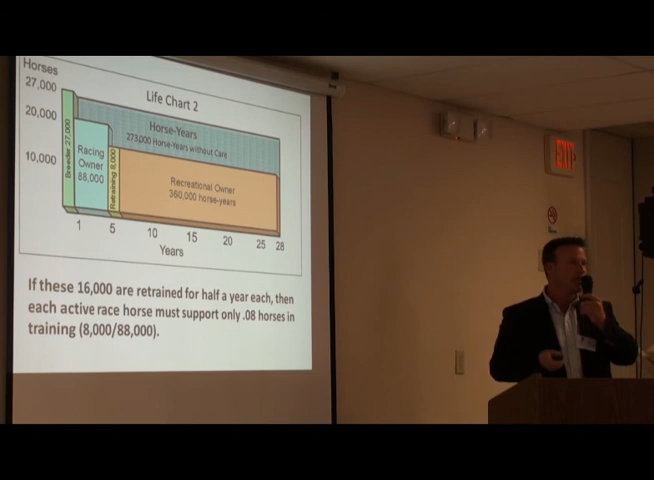 Horses
27,000
20,000
10,000
Life Chart 2
Horse-Years
273,000 Horse-Years without Care
Breeder 27,000
Racing
Owner
88,000
Retraining 8,000
Recreational Owner
360,000 horse-years
1 5 10 15 20 25 28
Years
If these 16,000 are retrained for half a year each, then
each active race horse must support only .08 horses in
training (8,000/88,000).
EXIT